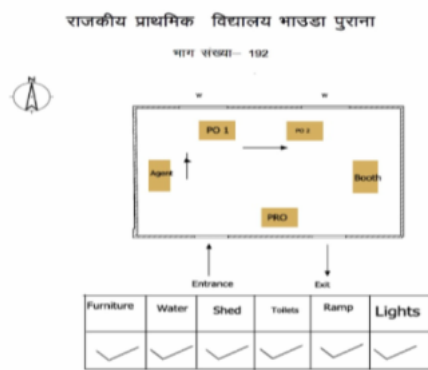 राजकीय प्राथमिक विद्यालय भाउडा पुराना
भाग संख्या- 192
N
w w
PO 1 PO 2
Agent Booth
PRO
Entrance Exit
Furniture Water Shed Toilets Ramp Lights